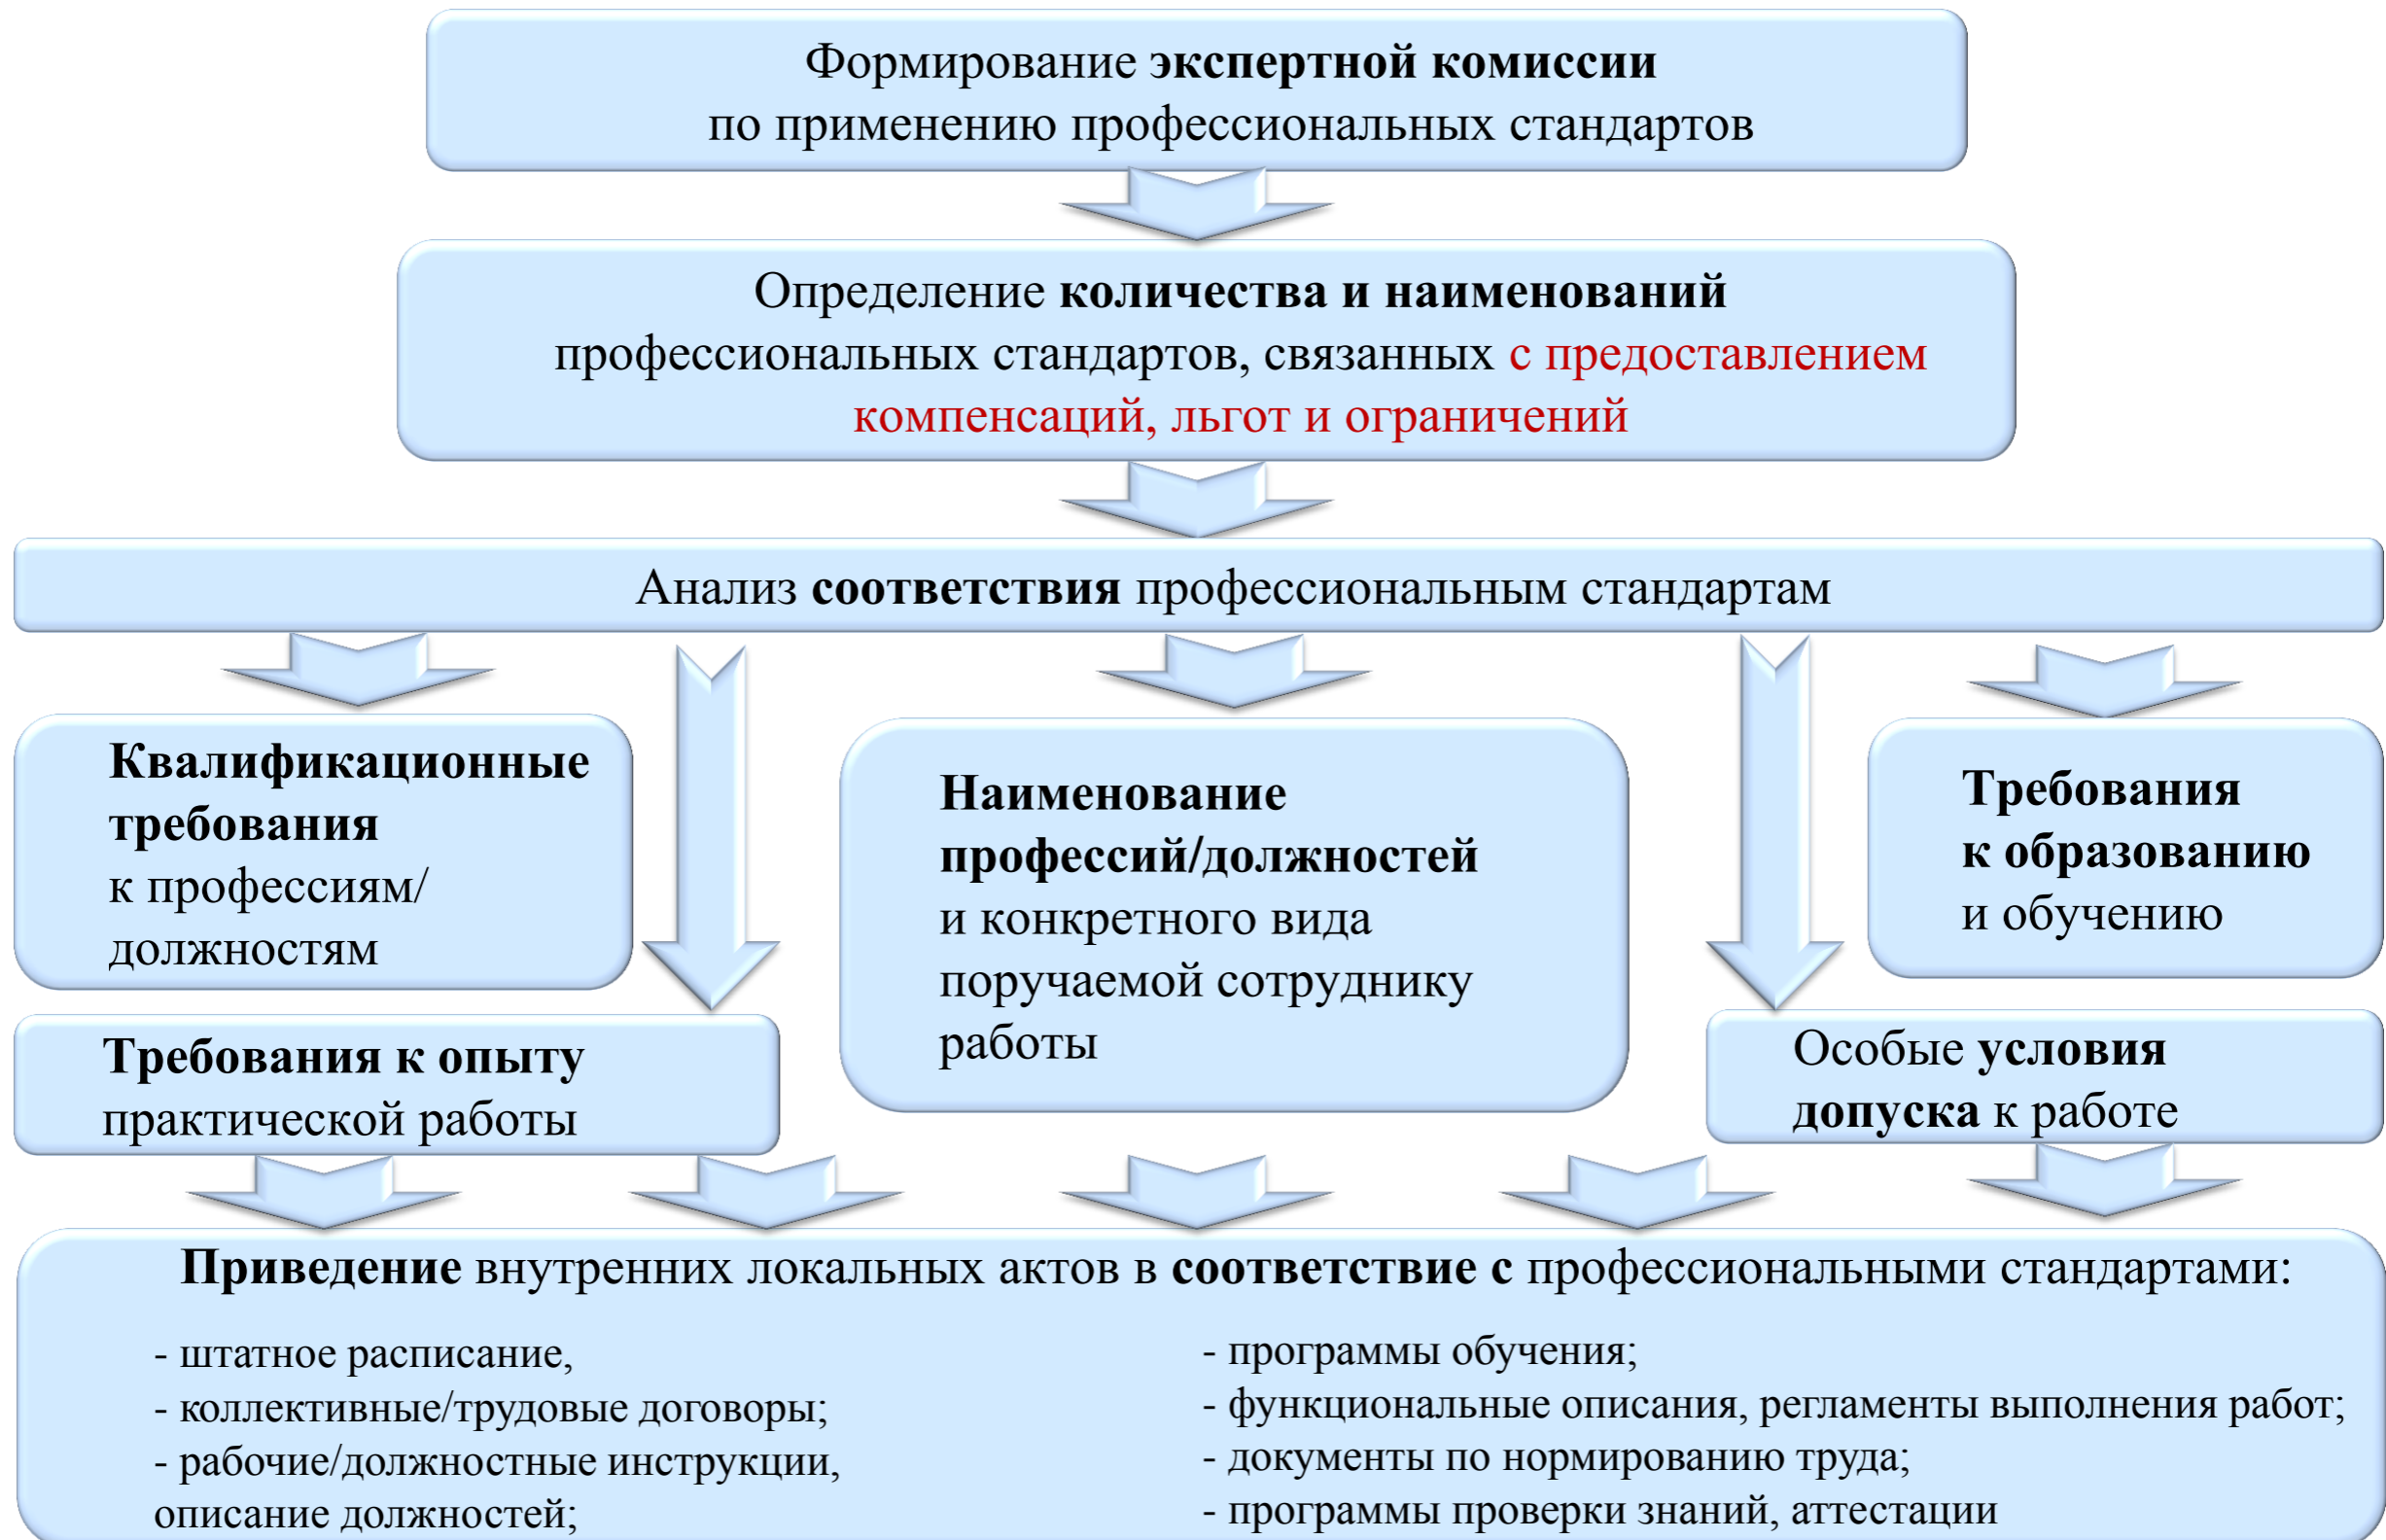 Формирование экспертной комиссии
по применению профессиональных стандартов
Определение количества и наименований
профессиональных стандартов, связанных с предоставлением
компенсаций, льгот и ограничений
Анализ соответствия профессиональным стандартам
Квалификационные
требования
к профессиям/
должностям
Наименование
профессий/должностей
и конкретного вида
поручаемой сотруднику
работы
Требования
к образованию
и обучению
Требования к опыту
практической работы
Особые условия
допуска к работе
Приведение внутренних локальных актов в соответствие с профессиональными стандартами:
- штатное расписание,
- коллективные/трудовые договоры;
- рабочие/должностные инструкции,
описание должностей;
- программы обучения;
- функциональные описания, регламенты выполнения работ;
- документы по нормированию труда;
- программы проверки знаний, аттестации